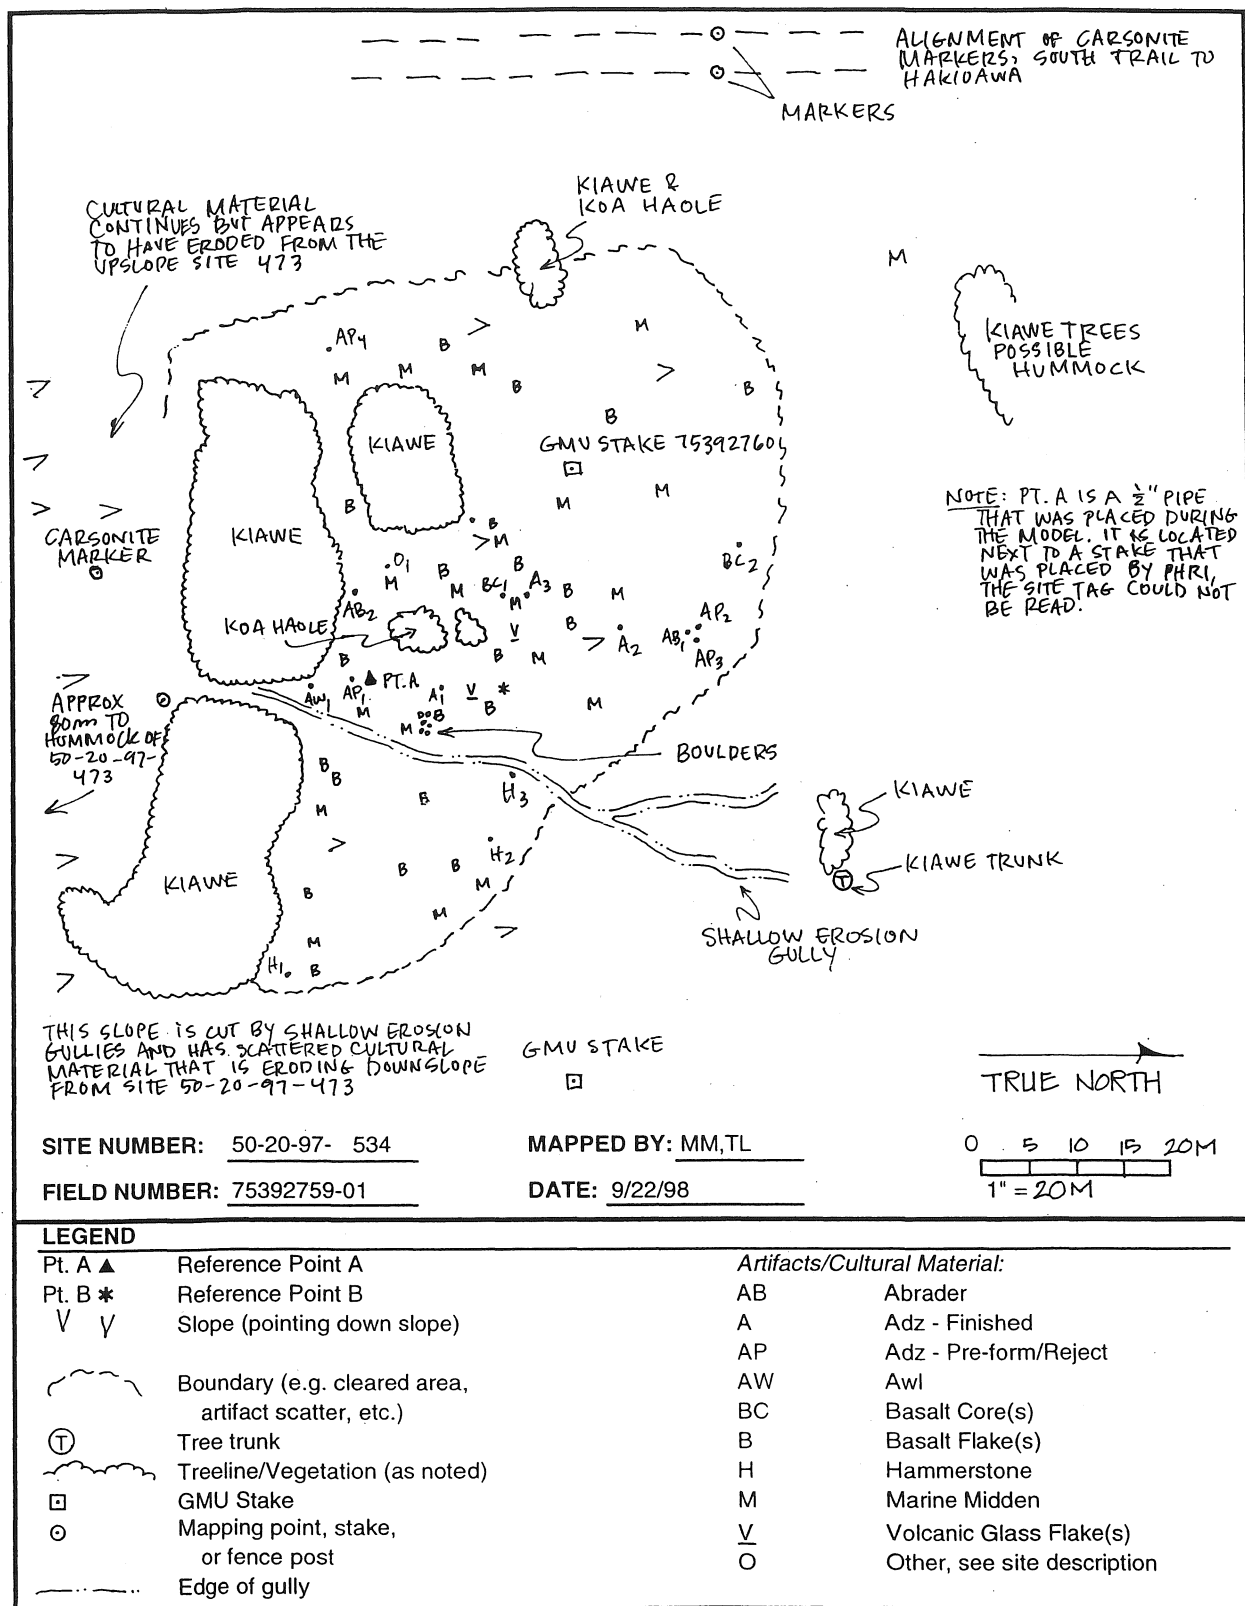 ALIGNMENT OF CARSONITE
MARKERS, SOUTH TRAIL TO
HAKIOAWA
MARKERS
KIAWE &
KOA HAOLE
CULTURAL MATERIAL
CONTINUES BUT APPEARS
TO HAVE ERODED FROM THE
UPSLOPE SITE 473
M
KIAWE TREES
POSSIBLE
HUMMOCK
AP4
B
M
M
M
M
B
B
B
KIAWE
GMU STAKE 75392760
M
M
B
KIAWE
CARSONITE
MARKER
B
M
NOTE: PT. A IS A ½" PIPE
THAT WAS PLACED DURING
THE MODEL. IT IS LOCATED
NEXT TO A STAKE THAT
WAS PLACED BY PHRI,
THE SITE TAG COULD NOT
BE READ.
O1
M
B
M
BC1
B
A3
M
B
M
BC2
AB2
KOA HAOLE
V
B
A2
AB1
AP2
AP3
B
B
M
AW1
AP1
PT. A
M
A1
V
B
M
B
M
BOULDERS
APPROX
80m TO
HUMMOCK OF
50-20-97-
473
B
B
M
B
H3
KIAWE
KIAWE TRUNK
T
H2
B
B
M
B
M
KIAWE
M
H1
B
SHALLOW EROSION
GULLY
THIS SLOPE IS CUT BY SHALLOW EROSION
GULLIES AND HAS SCATTERED CULTURAL
MATERIAL THAT IS ERODING DOWNSLOPE
FROM SITE 50-20-97-473
GMU STAKE
TRUE NORTH
SITE NUMBER: 50-20-97- 534
MAPPED BY: MM,TL
0 5 10 15 20M
1" = 20M
FIELD NUMBER: 75392759-01
DATE: 9/22/98
LEGEND
Pt. A Reference Point A
Pt. B Reference Point B
Slope (pointing down slope)
Boundary (e.g. cleared area,
artifact scatter, etc.)
T Tree trunk
Treeline/Vegetation (as noted)
GMU Stake
Mapping point, stake,
or fence post
Edge of gully
Artifacts/Cultural Material:
AB Abrader
A Adz - Finished
AP Adz - Pre-form/Reject
AW Awl
BC Basalt Core(s)
B Basalt Flake(s)
H Hammerstone
M Marine Midden
V Volcanic Glass Flake(s)
O Other, see site description